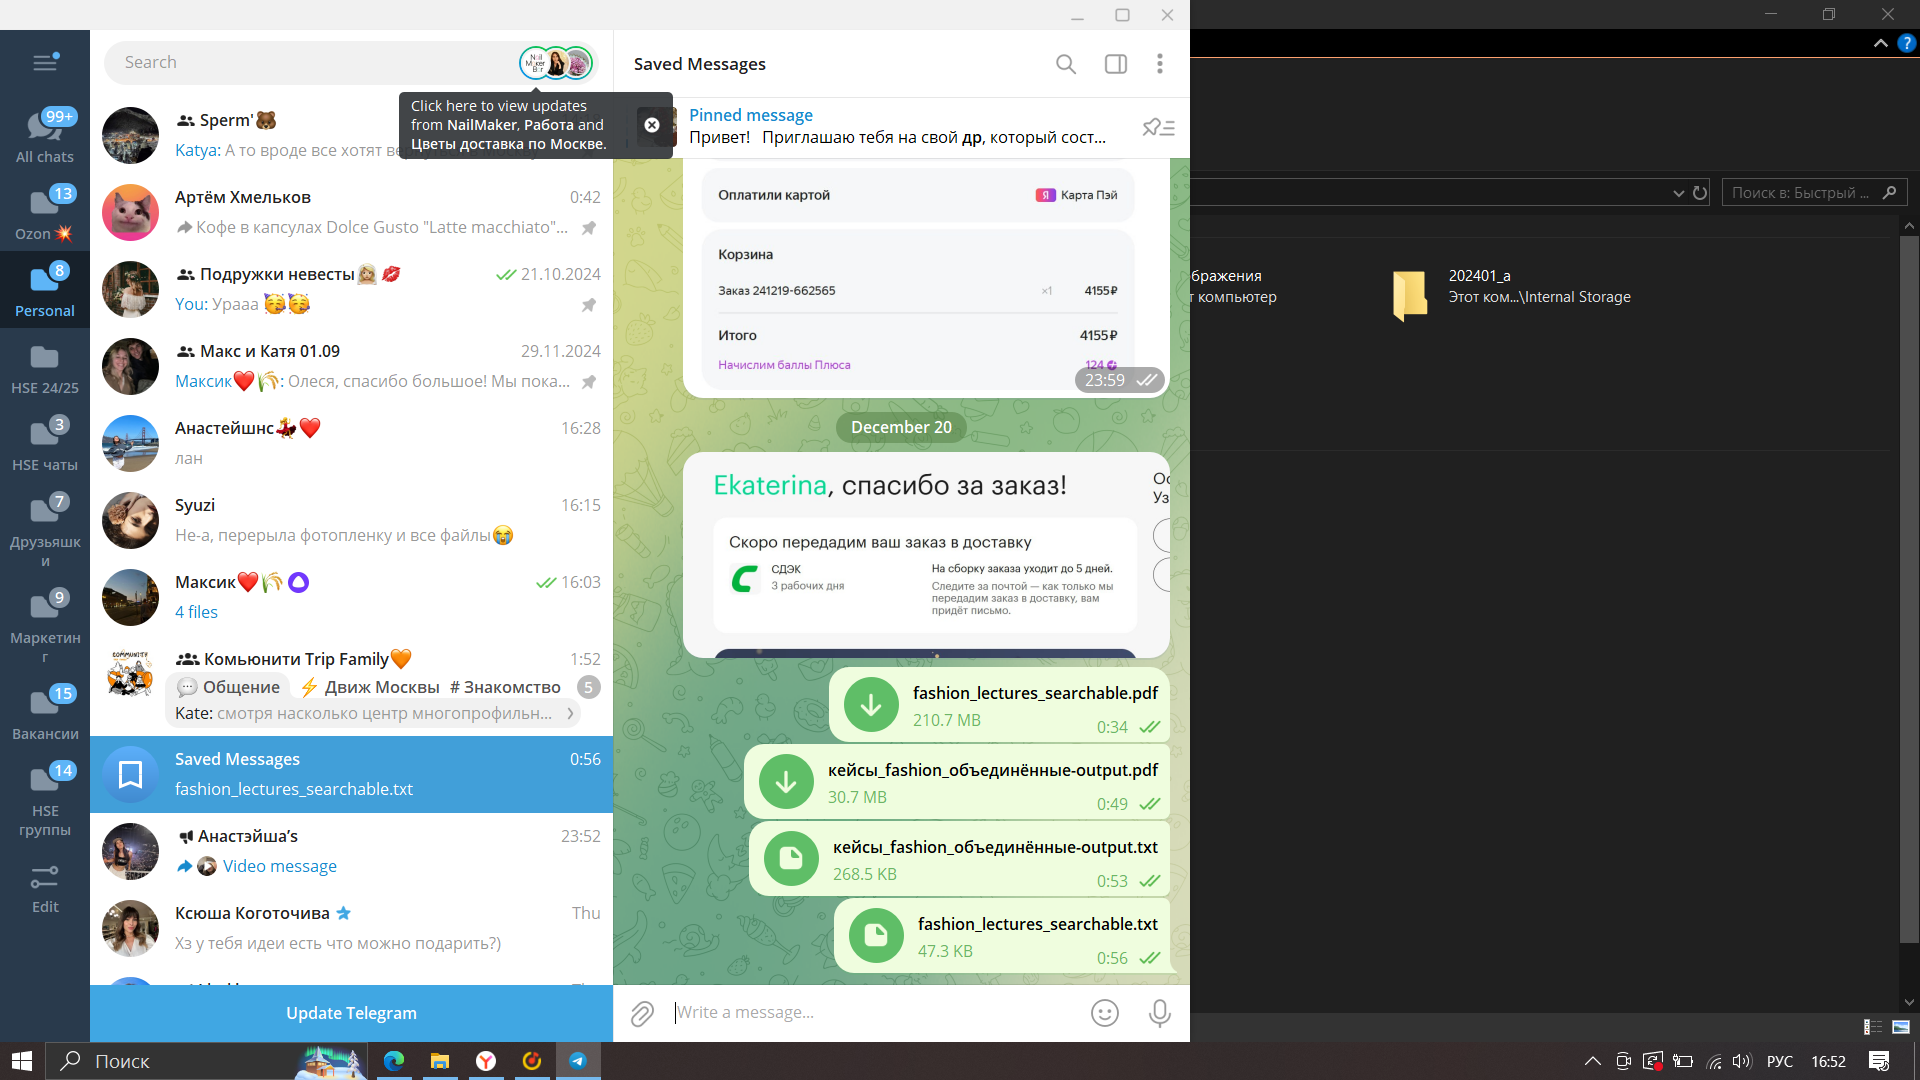 Search
Click here to view updates
from NailMaker, Работа and
Цветы доставка по Москве.
99+
All chats
13
Ozon
8
Personal
HSE 24/25
3
HSE чаты
7
Друзьяшк
и
9
Маркетин
г
15
Вакансии
14
HSE
группы
Edit
Sperm'
Katya: А то вроде все хотят
Артём Хмельков
0:42
Кофе в капсулах Dolce Gusto "Latte macchiato"...
Подружки невесты
21.10.2024
You: Урааа
Макс и Катя 01.09
29.11.2024
Максик: Олеся, спасибо большое! Мы пока...
Анастейшнс
16:28
лан
Syuzi
16:15
Не-а, перерыла фотопленку и все файлы
Максик
16:03
4 files
Комьюнити Trip Family
1:52
Общение
Движ Москвы
# Знакомство
5
Kate: смотря насколько центр многопрофильн...
Saved Messages
0:56
fashion_lectures_searchable.txt
Анастэйша’s
23:52
Video message
Ксюша Коготочива
Thu
Хз у тебя идеи есть что можно подарить?)
Update Telegram
Saved Messages
Pinned message
Привет! Приглашаю тебя на свой др, который сост...
Оплатили картой
Я Карта Пэй
Корзина
Заказ 241219-662565
×1
4155₽
Итого
4155₽
Начислим баллы Плюса
124
23:59
December 20
Ekaterina, спасибо за заказ!
Ос
Уз
Скоро передадим ваш заказ в доставку
СДЭК
3 рабочих дня
На сборку заказа уходит до 5 дней.
Следите за почтой — как только мы
передадим заказ в доставку, вам
придёт письмо.
fashion_lectures_searchable.pdf
210.7 MB
0:34
кейсы_fashion_объединённые-output.pdf
30.7 MB
0:49
кейсы_fashion_объединённые-output.txt
268.5 KB
0:53
fashion_lectures_searchable.txt
47.3 KB
0:56
Write a message...
?
Поиск в: Быстрый ...
бражения
т компьютер
202401_a
Этот ком...\Internal Storage
Поиск
РУС
16:52